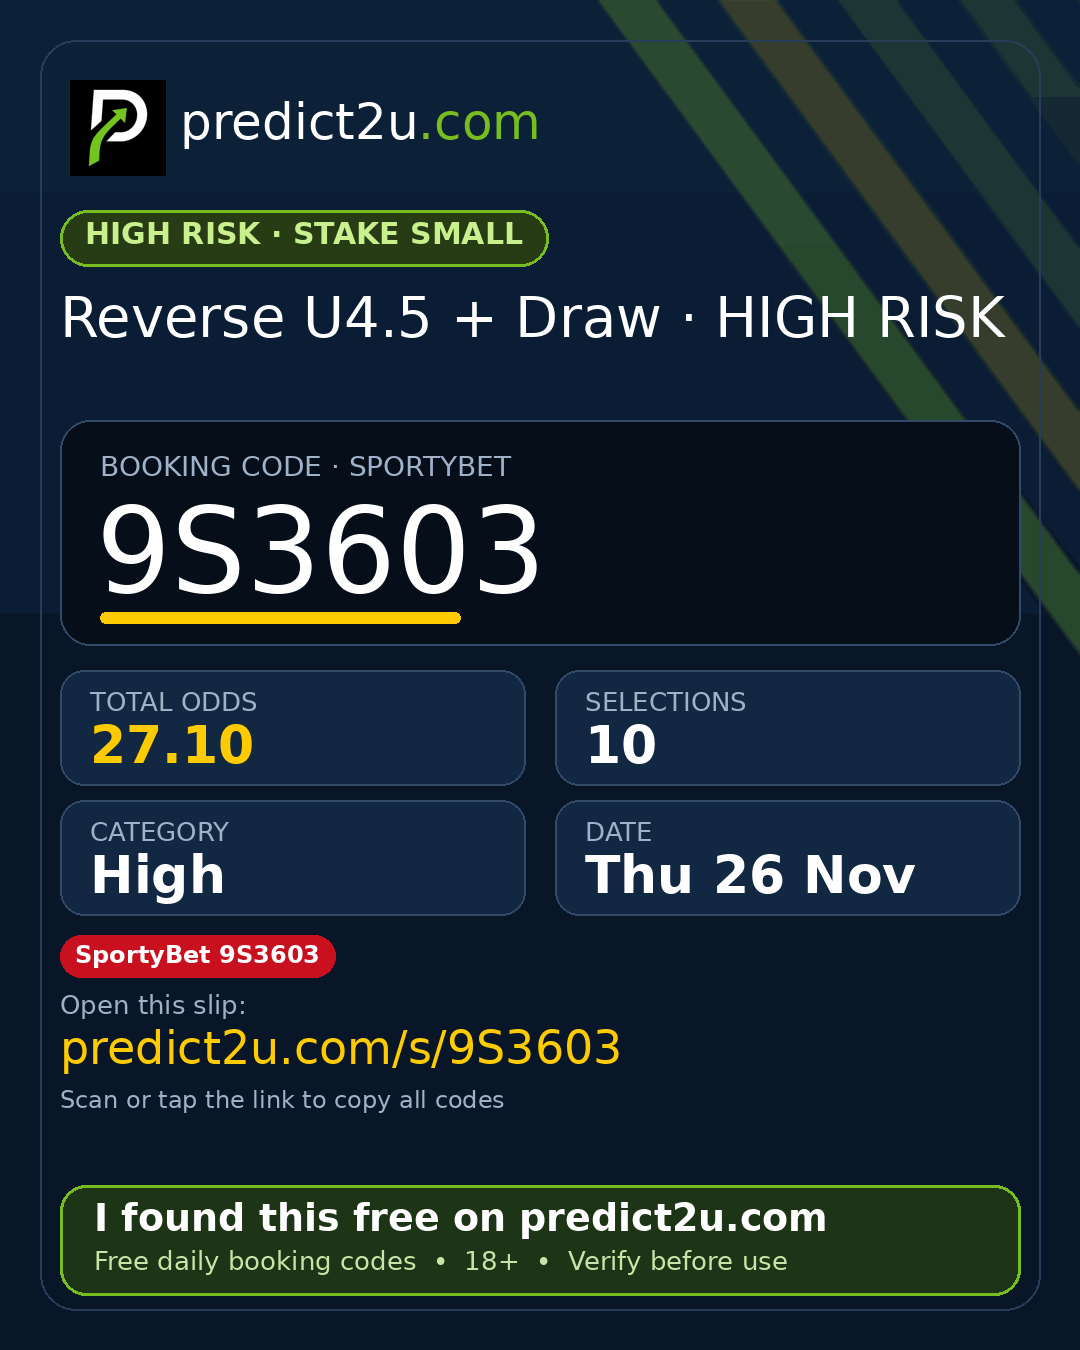 predict2u.com
HIGH RISK · STAKE SMALL
Reverse U4.5 + Draw · HIGH RISK
BOOKING CODE · SPORTYBET
9S3603
TOTAL ODDS
27.10
SELECTIONS
10
CATEGORY
High
DATE
Thu 26 Nov
SportyBet 9S3603
Open this slip:
predict2u.com/s/9S3603
Scan or tap the link to copy all codes
I found this free on predict2u.com
Free daily booking codes • 18+ • Verify before use